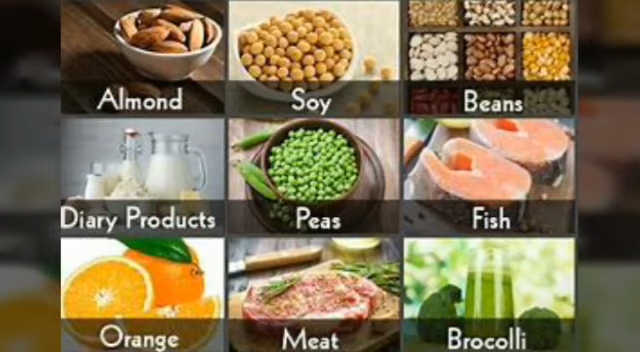 Almond
Soy
Beans
Diary Products
Peas
Fish
Orange
Meat
Brocolli